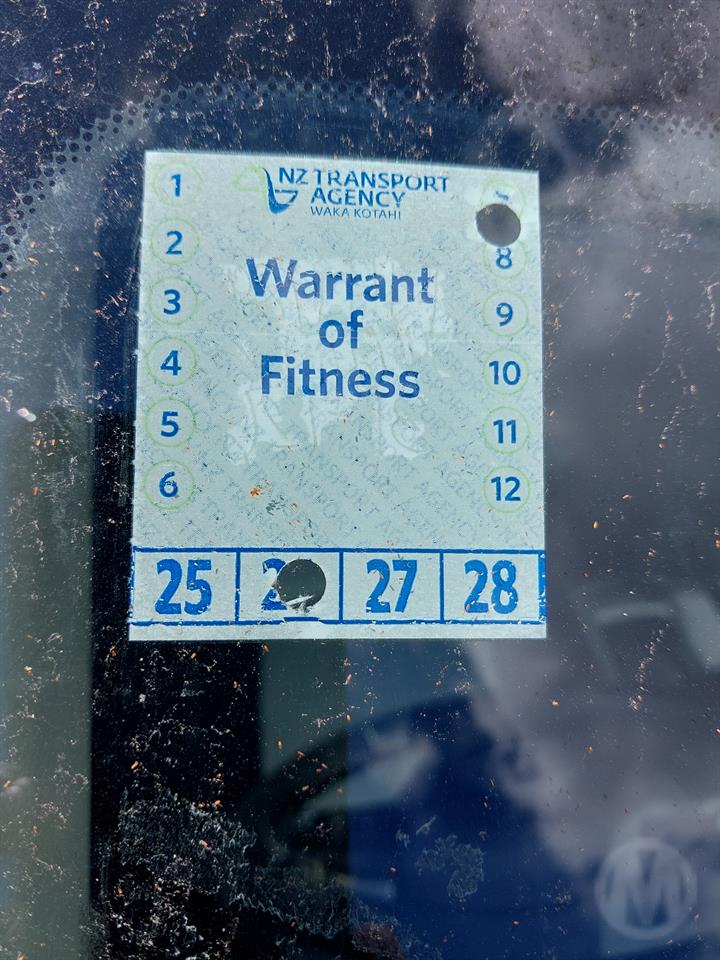 NZ TRANSPORT
AGENCY
WAKA KOTAHI
Warrant
of
Fitness
1
2
3
4
5
6
8
9
10
11
12
25
2
27
28
M